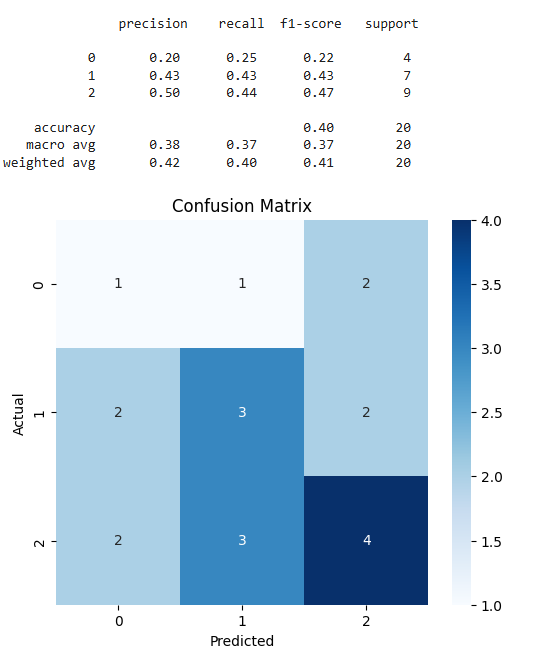 precision recall f1-score support
0 0.20 0.25 0.22 4
1 0.43 0.43 0.43 7
2 0.50 0.44 0.47 9
accuracy 0.40 20
macro avg 0.38 0.37 0.37 20
weighted avg 0.42 0.40 0.41 20
Confusion Matrix
4.0
3.5
3.0
2.5
2.0
1.5
1.0
Actual
0 1 1 2
1 2 3 2
2 2 3 4
0 1 2
Predicted